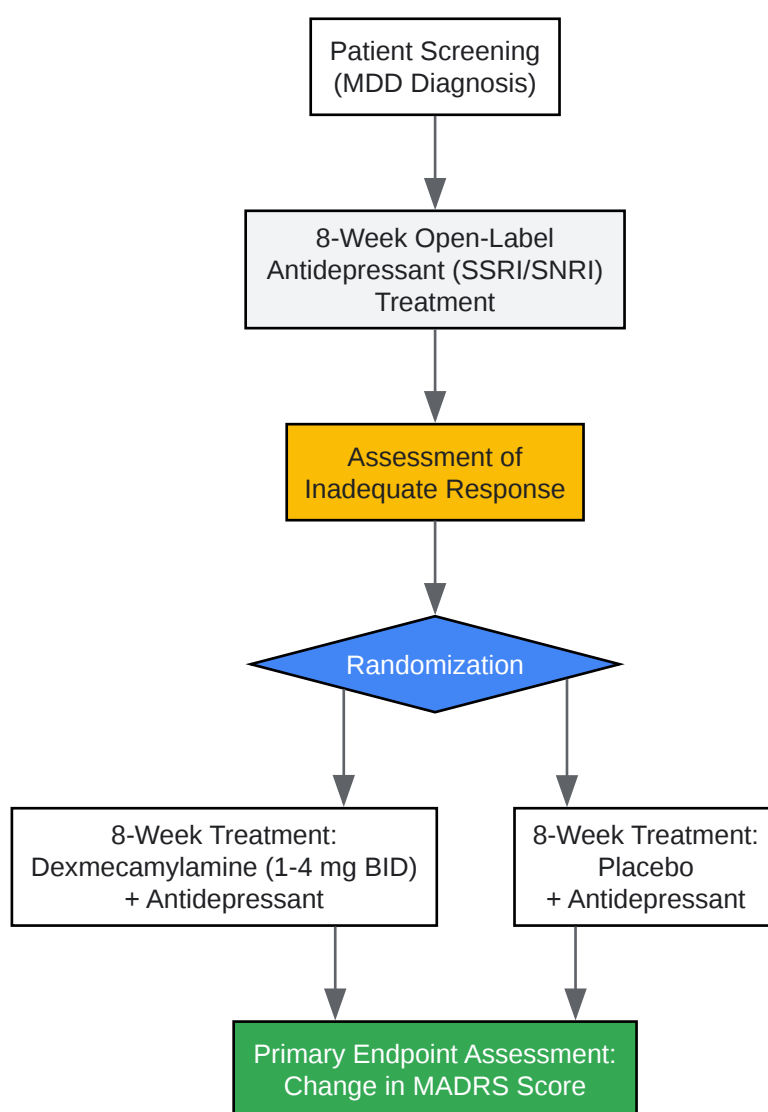 Patient Screening
(MDD Diagnosis)
8-Week Open-Label
Antidepressant (SSRI/SNRI)
Treatment
Assessment of
Inadequate Response
Randomization
8-Week Treatment:
Dexmecamylamine (1-4 mg BID)
+ Antidepressant
8-Week Treatment:
Placebo
+ Antidepressant
Primary Endpoint Assessment:
Change in MADRS Score